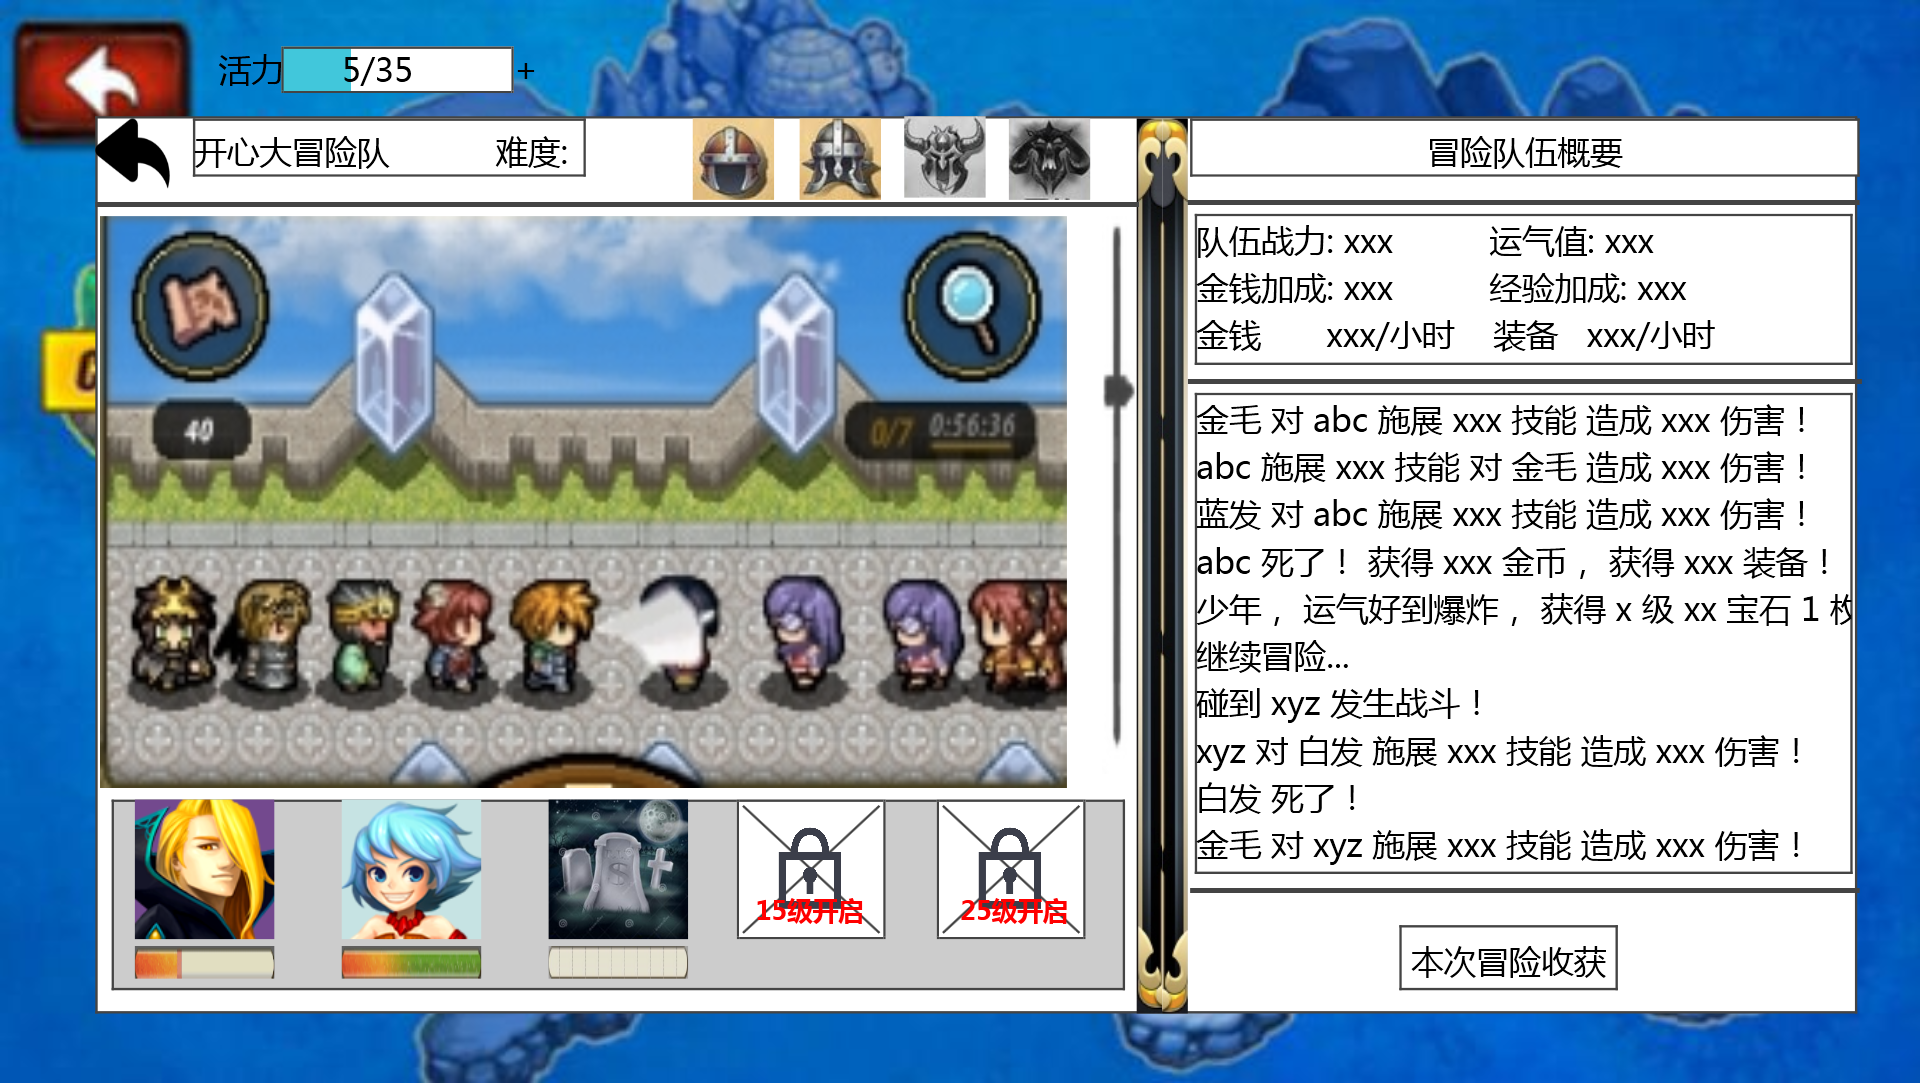 活力 5/35 +
开心大冒险队 难度:
40
0/7 0:56:36
15级开启
25级开启
冒险队伍概要
队伍战力: xxx 运气值: xxx
金钱加成: xxx 经验加成: xxx
金钱 xxx/小时 装备 xxx/小时
金毛 对 abc 施展 xxx 技能 造成 xxx 伤害！
abc 施展 xxx 技能 对 金毛 造成 xxx 伤害！
蓝发 对 abc 施展 xxx 技能 造成 xxx 伤害！
abc 死了！ 获得 xxx 金币， 获得 xxx 装备！
少年， 运气好到爆炸， 获得 x 级 xx 宝石 1 枚
继续冒险...
碰到 xyz 发生战斗！
xyz 对 白发 施展 xxx 技能 造成 xxx 伤害！
白发 死了！
金毛 对 xyz 施展 xxx 技能 造成 xxx 伤害！
本次冒险收获